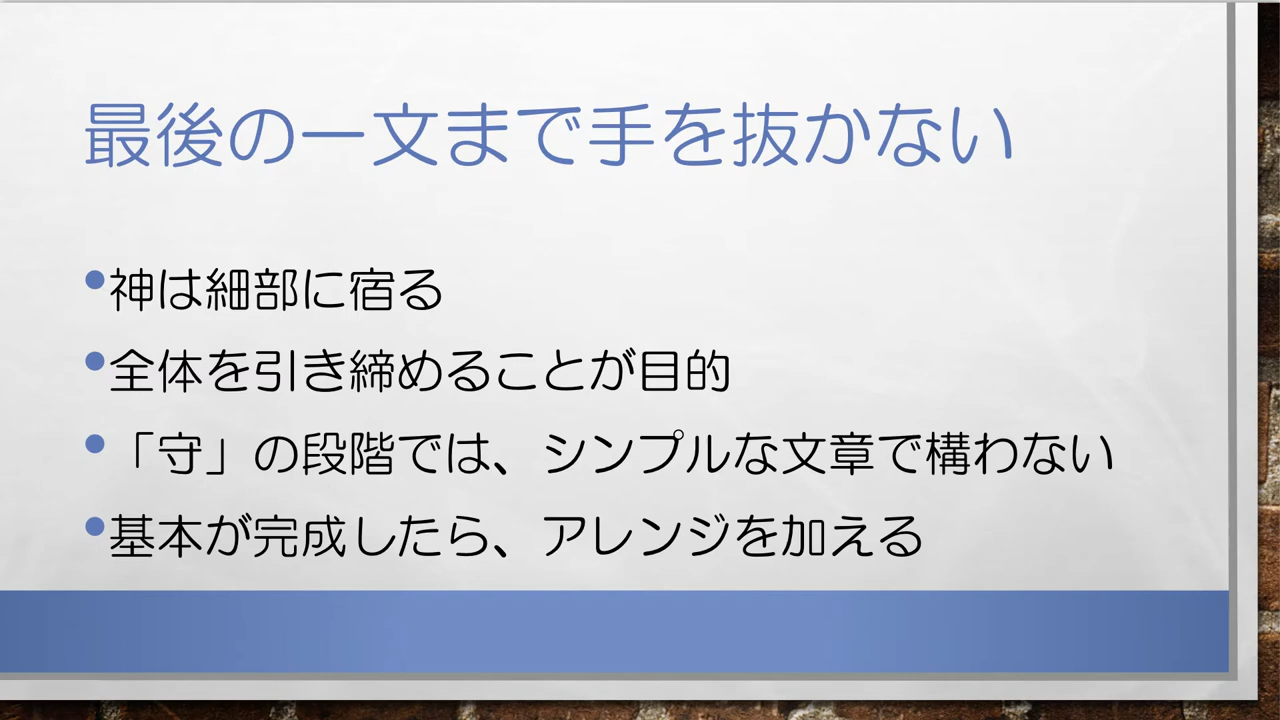 最後の一文まで手を抜かない
•神は細部に宿る
•全体を引き締めることが目的
•「守」の段階では、シンプルな文章で構わない
•基本が完成したら、アレンジを加える